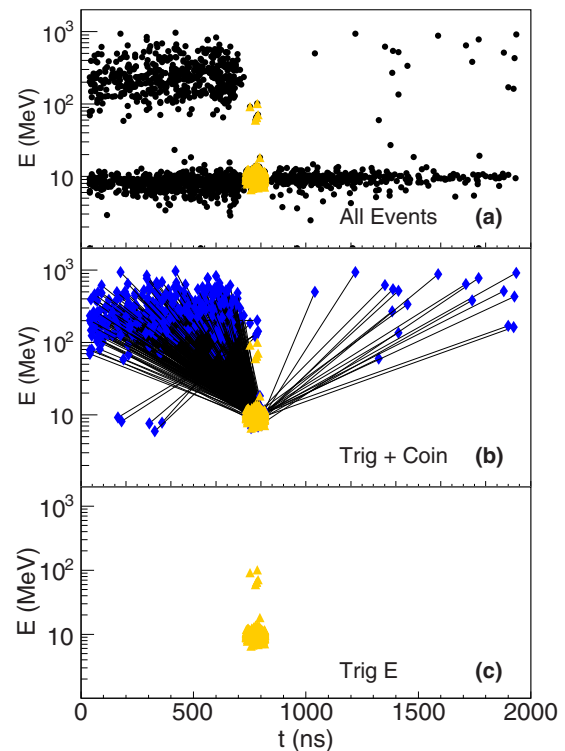 10³
10²
10
E (MeV)
All Events (a)
10³
10²
10
E (MeV)
Trig + Coin (b)
10³
10²
10
E (MeV)
Trig E (c)
0 500 1000 1500 2000
t (ns)